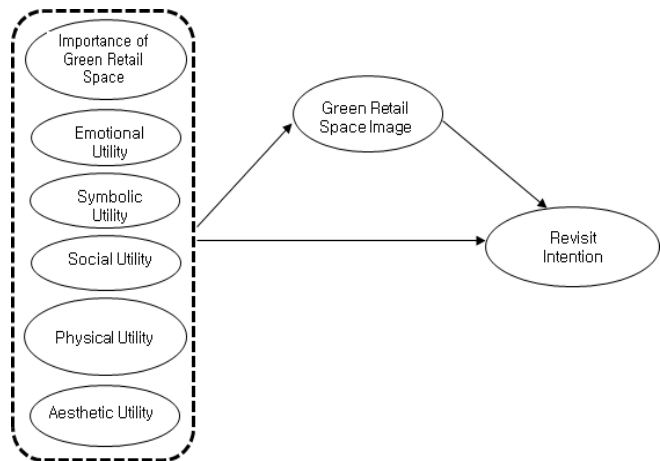 Importance of
Green Retail
Space
Emotional
Utility
Symbolic
Utility
Social Utility
Physical Utility
Aesthetic Utility
Green Retail
Space Image
Revisit
Intention